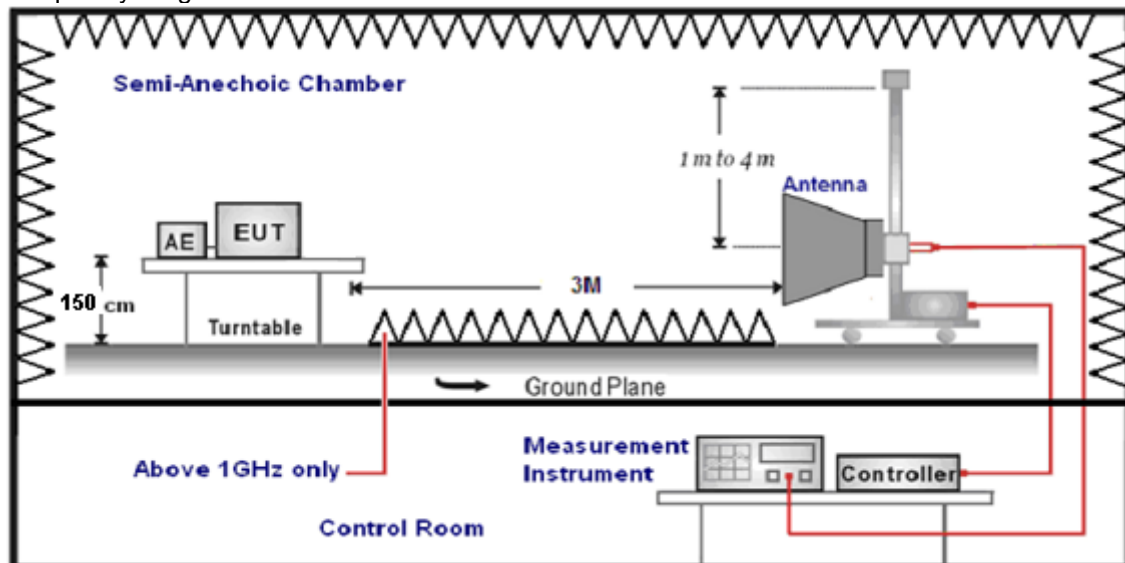 Semi-Anechoic Chamber
1 m to 4 m
Antenna
AE
EUT
150 cm
3M
Turntable
Ground Plane
Above 1GHz only
Measurement
Instrument
Controller
Control Room